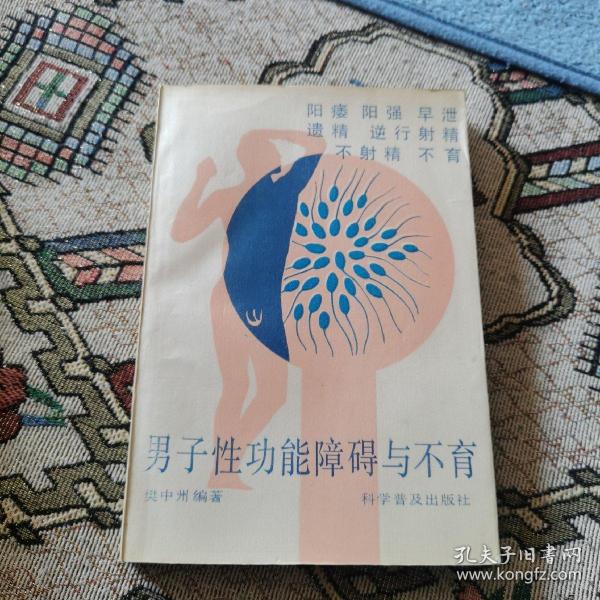 阳痿 阳强 早泄
遗精 逆行射精
不射精 不育
男子性功能障碍与不育
樊中州编著 科学普及出版社
孔夫子旧书网
www.kongfz.com